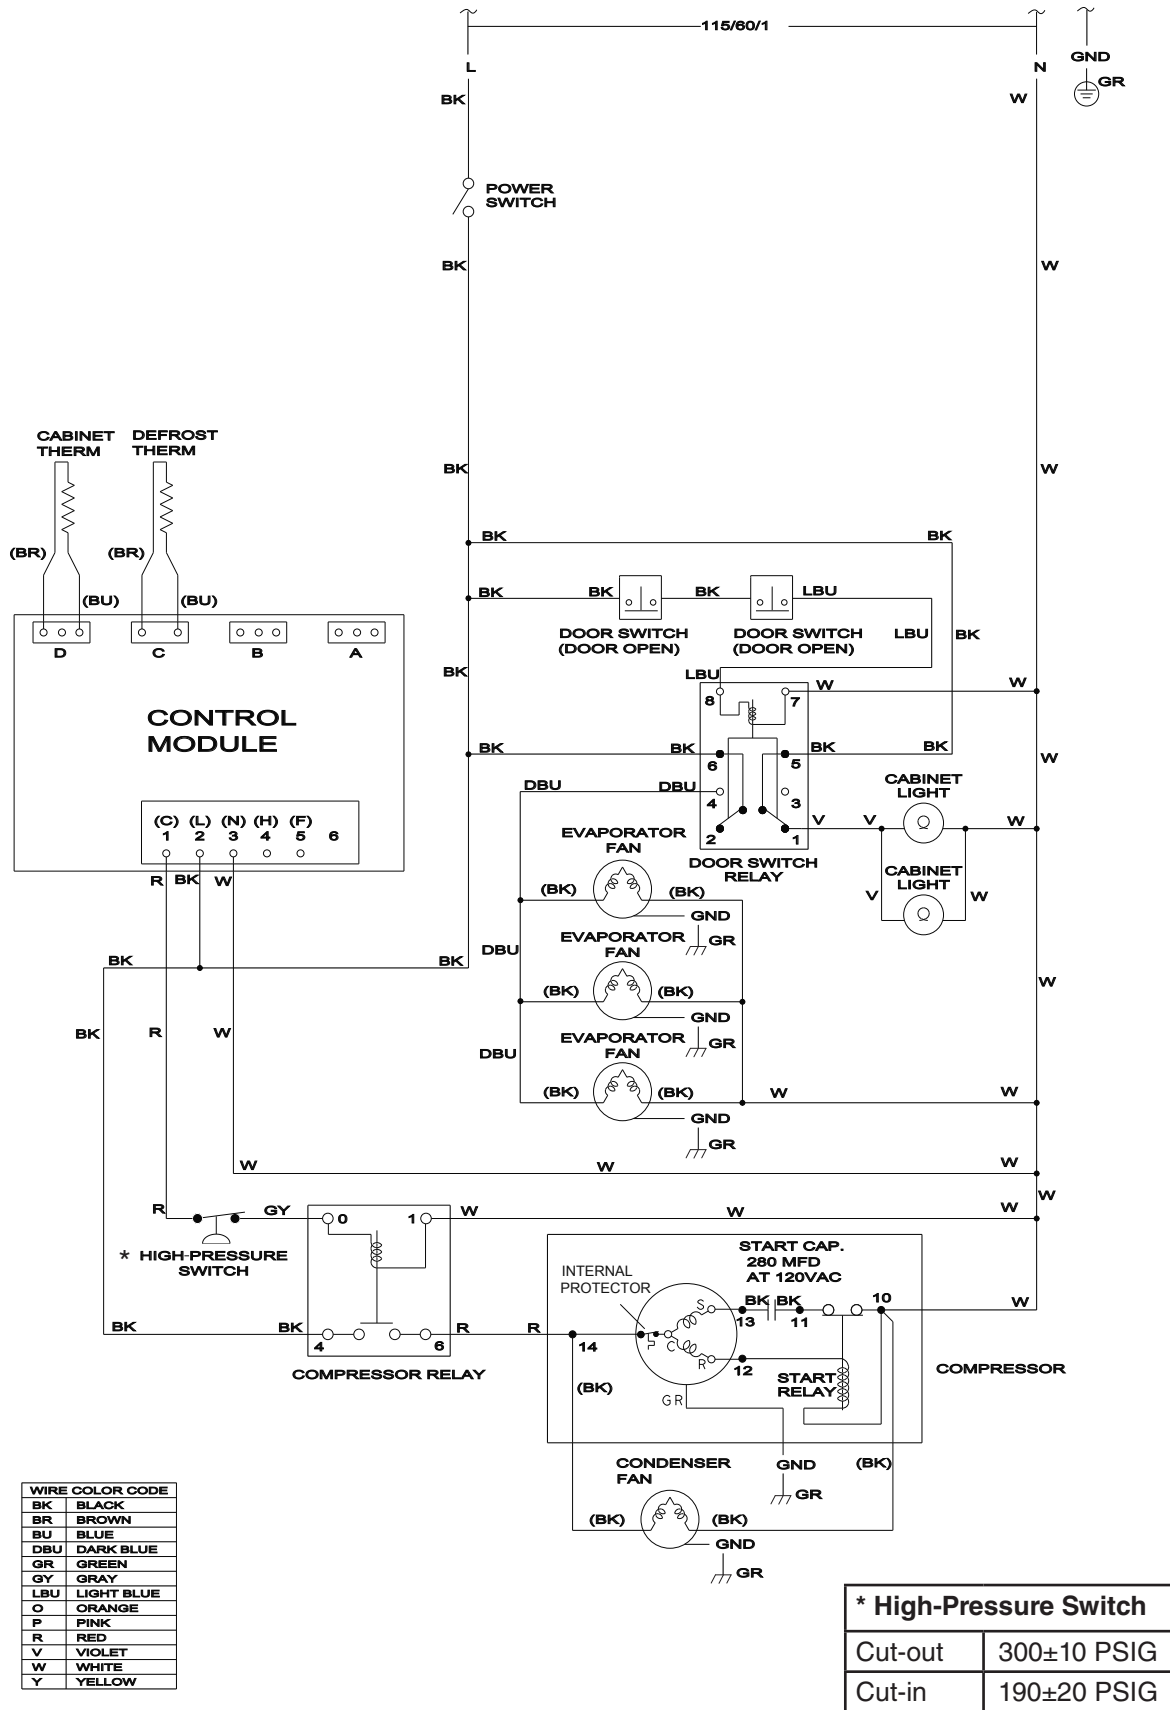 115/60/1
L
N
GND
GR
BK
W
POWER
SWITCH
BK
W
CABINET
THERM
DEFROST
THERM
BK
W
(BR)
(BU)
(BR)
(BU)
D
C
B
A
CONTROL
MODULE
(C) (L) (N) (H) (F)
1 2 3 4 5 6
R
BK
W
BK
BK
BK
BK
BK
LBU
DOOR SWITCH
(DOOR OPEN)
DOOR SWITCH
(DOOR OPEN)
LBU
BK
BK
LBU
8
7
W
W
BK
BK
6
5
BK
BK
W
DBU
DBU
4
3
2
1
V
V
W
DOOR SWITCH
RELAY
CABINET
LIGHT
CABINET
LIGHT
V
W
EVAPORATOR
FAN
(BK)
(BK)
GND
GR
DBU
EVAPORATOR
FAN
(BK)
(BK)
GND
GR
W
DBU
EVAPORATOR
FAN
(BK)
(BK)
W
W
GND
GR
BK
BK
BK
R
W
W
W
W
W
R
GY
0
1
W
W
W
* HIGH-PRESSURE
SWITCH
BK
BK
4
6
R
R
COMPRESSOR RELAY
INTERNAL
PROTECTOR
START CAP.
280 MFD
AT 120VAC
S
BK
BK
13
11
10
W
14
C
R
12
START
RELAY
COMPRESSOR
(BK)
GR
GND
GR
(BK)
CONDENSER
FAN
(BK)
(BK)
GND
GR
WIRE COLOR CODE
BK BLACK
BR BROWN
BU BLUE
DBU DARK BLUE
GR GREEN
GY GRAY
LBU LIGHT BLUE
O ORANGE
P PINK
R RED
V VIOLET
W WHITE
Y YELLOW
* High-Pressure Switch
Cut-out 300±10 PSIG
Cut-in 190±20 PSIG